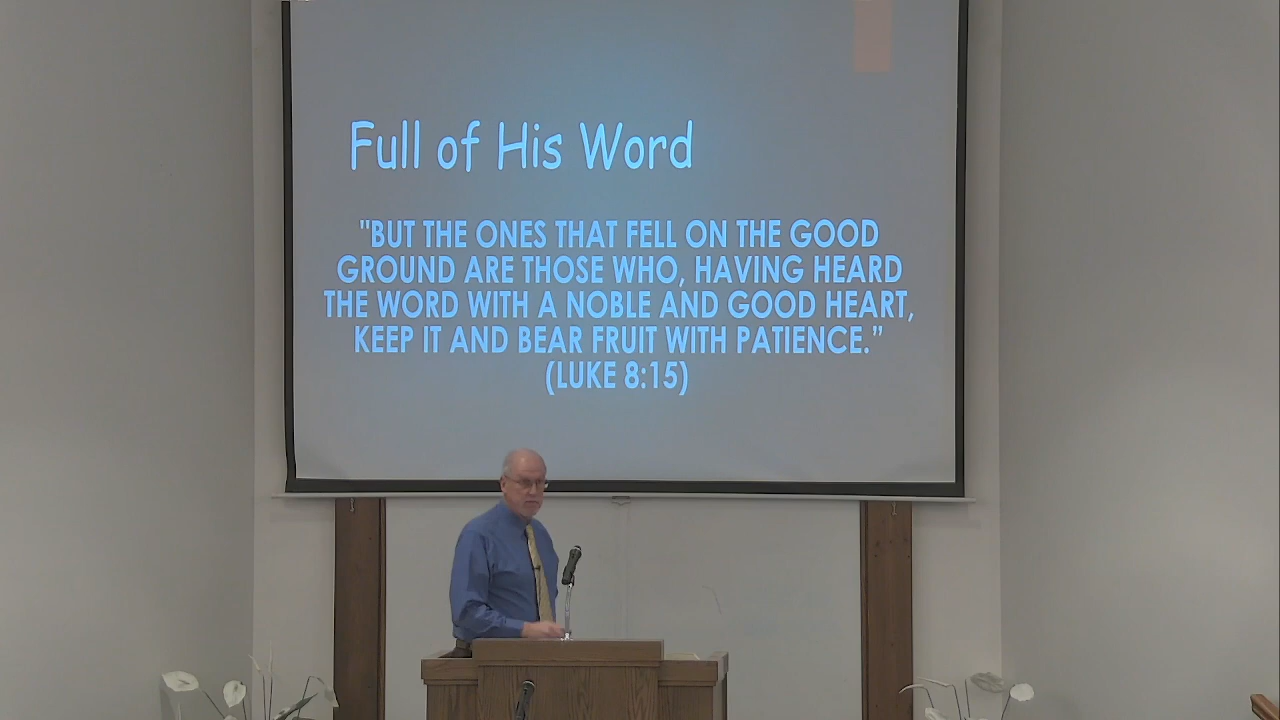 Full of His Word
"BUT THE ONES THAT FELL ON THE GOOD
GROUND ARE THOSE WHO, HAVING HEARD
THE WORD WITH A NOBLE AND GOOD HEART,
KEEP IT AND BEAR FRUIT WITH PATIENCE.”
(LUKE 8:15)